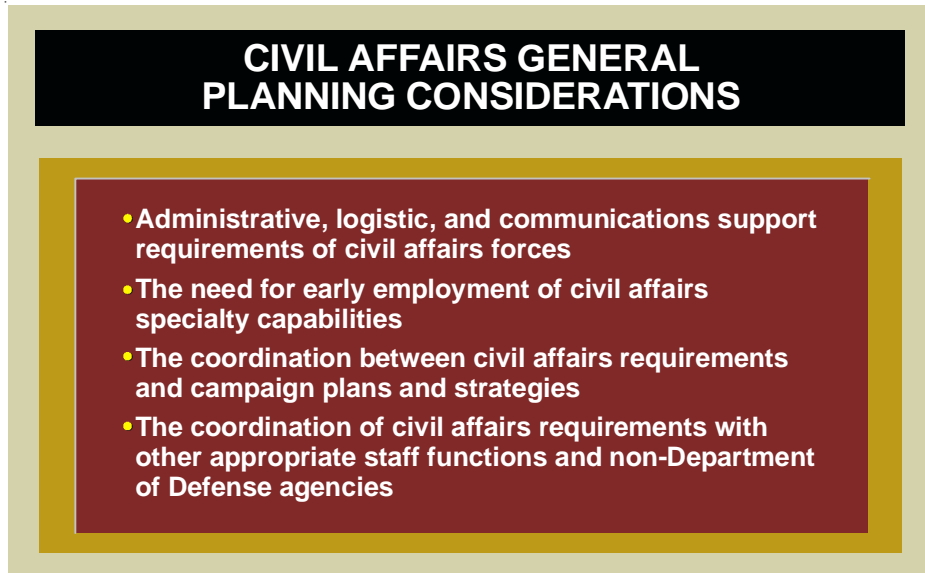 CIVIL AFFAIRS GENERAL
PLANNING CONSIDERATIONS
•Administrative, logistic, and communications support
requirements of civil affairs forces
•The need for early employment of civil affairs
specialty capabilities
•The coordination between civil affairs requirements
and campaign plans and strategies
•The coordination of civil affairs requirements with
other appropriate staff functions and non-Department
of Defense agencies